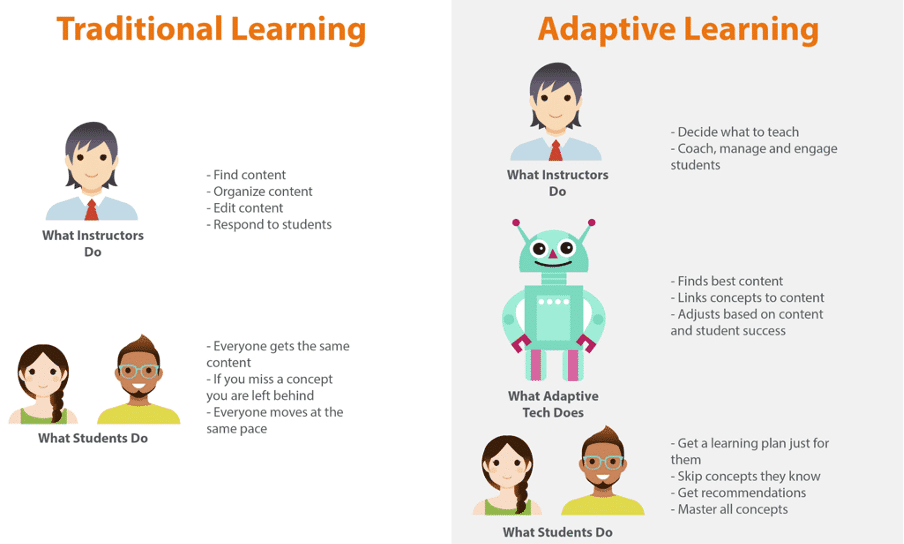 Traditional Learning
What Instructors
Do
- Find content
- Organize content
- Edit content
- Respond to students
What Students Do
- Everyone gets the same
content
- If you miss a concept
you are left behind
- Everyone moves at the
same pace
Adaptive Learning
What Instructors
Do
- Decide what to teach
- Coach, manage and engage
students
What Adaptive
Tech Does
- Finds best content
- Links concepts to content
- Adjusts based on content
and student success
What Students Do
- Get a learning plan just for
them
- Skip concepts they know
- Get recommendations
- Master all concepts